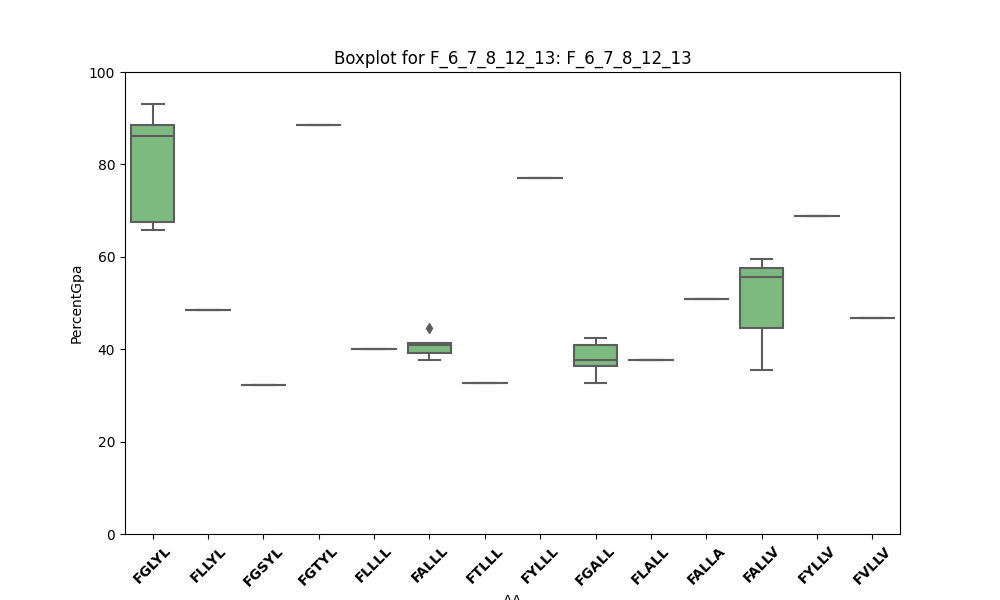 Boxplot for F_6_7_8_12_13: F_6_7_8_12_13
100
80
60
40
20
0
PercentGpa
FGLYL
FLLYL
FGSYL
FGTYL
FLLLL
FALLL
FTLLL
FYLLL
FGALL
FLALL
FALLA
FALLV
FYLLV
FVLLV
AA